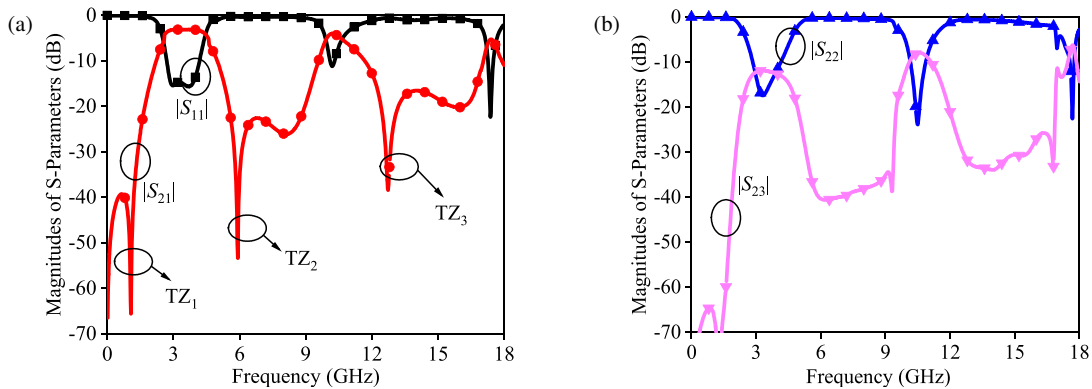 (a)
Magnitudes of S-Parameters (dB)
0
-10
-20
-30
-40
-50
-60
-70
|S11|
|S21|
TZ1
TZ2
TZ3
0 3 6 9 12 15 18
Frequency (GHz)
(b)
Magnitudes of S-Parameters (dB)
0
-10
-20
-30
-40
-50
-60
-70
|S22|
|S23|
0 3 6 9 12 15 18
Frequency (GHz)